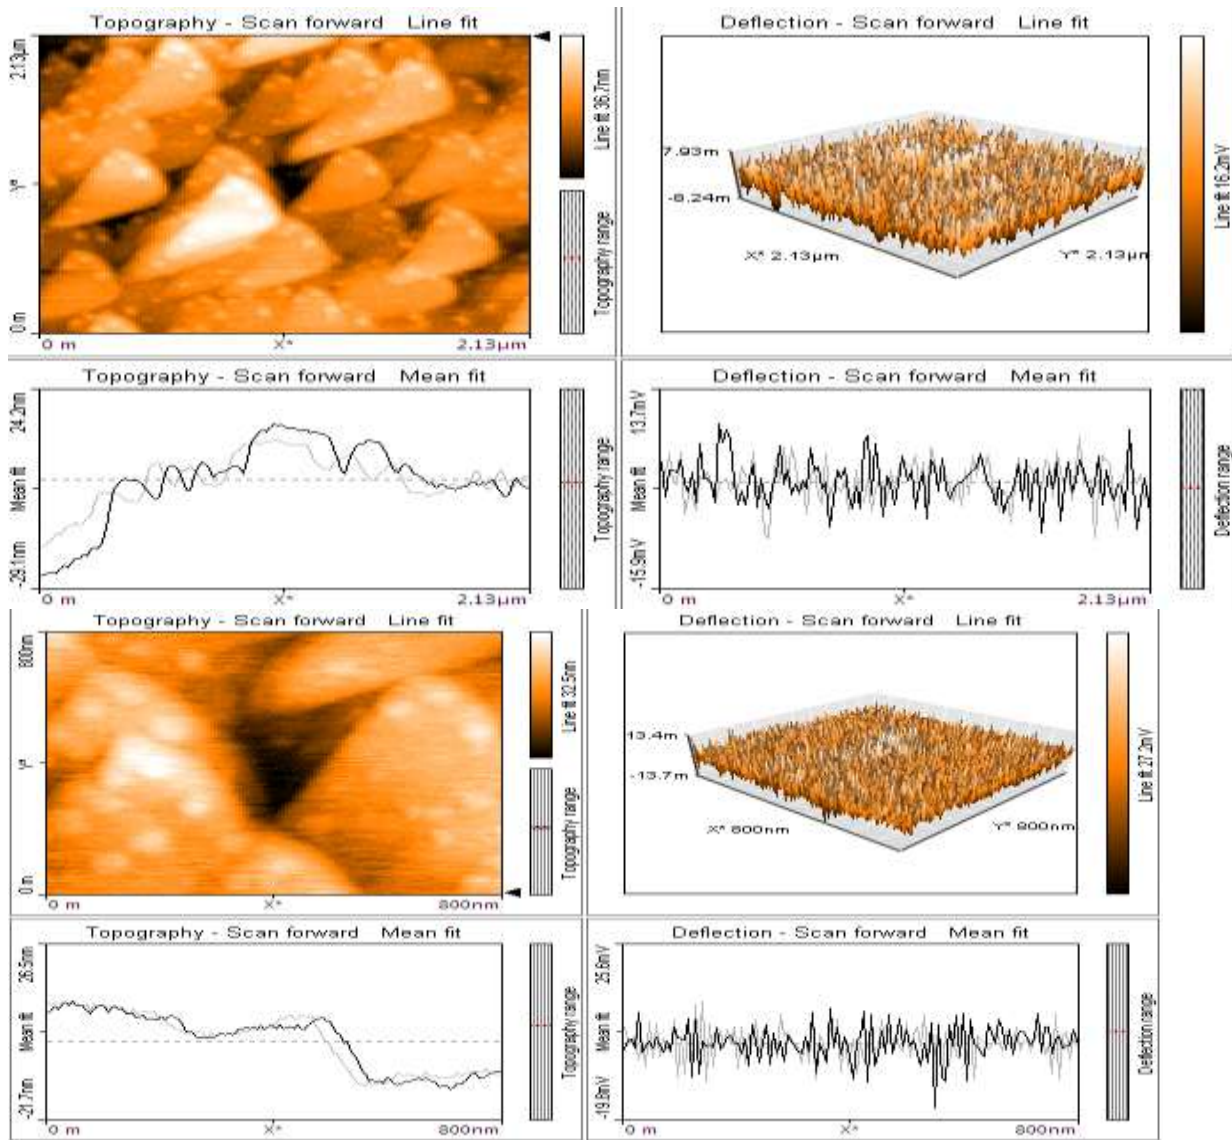 Topography - Scan forward Line fit
2.13µm
Y*
0 m
0 m
X*
2.13µm
Line fit 36.7nm
Topography range
Deflection - Scan forward Line fit
7.93m
-8.24m
X* 2.13µm
Y* 2.13µm
Line fit 16.2mV
Topography - Scan forward Mean fit
24.2nm
Mean fit
-29.1nm
0 m
X*
2.13µm
Topography range
Deflection - Scan forward Mean fit
13.7mV
Mean fit
-15.9mV
0 m
X*
2.13µm
Deflection range
Topography - Scan forward Line fit
800nm
Y*
0 m
0 m
X*
800nm
Line fit 32.5nm
Topography range
Deflection - Scan forward Line fit
13.4m
-13.7m
X* 800nm
Y* 800nm
Line fit 27.2mV
Topography - Scan forward Mean fit
26.5nm
Mean fit
-21.7nm
0 m
X*
800nm
Topography range
Deflection - Scan forward Mean fit
25.6mV
Mean fit
-19.8mV
0 m
X*
800nm
Deflection range